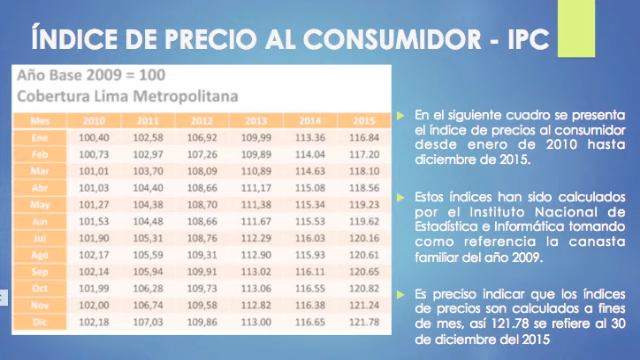 ÍNDICE DE PRECIO AL CONSUMIDOR - IPC
Año Base 2009 = 100
Cobertura Lima Metropolitana
Mes 2010 2011 2012 2013 2014 2015
Ene 100,40 102,58 106,92 109,99 113.36 116.84
Feb 100,73 102,97 107,26 109,89 114.04 117.20
Mar 101,01 103,70 108,09 110,89 114.63 118.10
Abr 101,03 104,40 108,66 111,17 115.08 118.56
May 101,27 104,38 108,70 111,38 115.34 119.23
Jun 101,53 104,48 108,66 111.67 115.53 119.62
Jul 101,90 105,31 108,76 112.29 116.03 120.16
Ago 102,17 105,59 109,31 112.90 115.93 120.61
Sep 102,14 105,94 109,91 113.02 116.11 120.65
Oct 101,99 106,28 109,73 113.06 116.55 120.82
Nov 102,00 106,74 109,58 112.82 116.38 121.24
Dic 102,18 107,03 109,86 113.00 116.65 121.78
En el siguiente cuadro se presenta
el índice de precios al consumidor
desde enero de 2010 hasta
diciembre de 2015.
Estos índices han sido calculados
por el Instituto Nacional de
Estadística e Informática tomando
como referencia la canasta
familiar del año 2009.
Es preciso indicar que los índices
de precios son calculados a fines
de mes, así 121.78 se refiere al 30
de diciembre del 2015